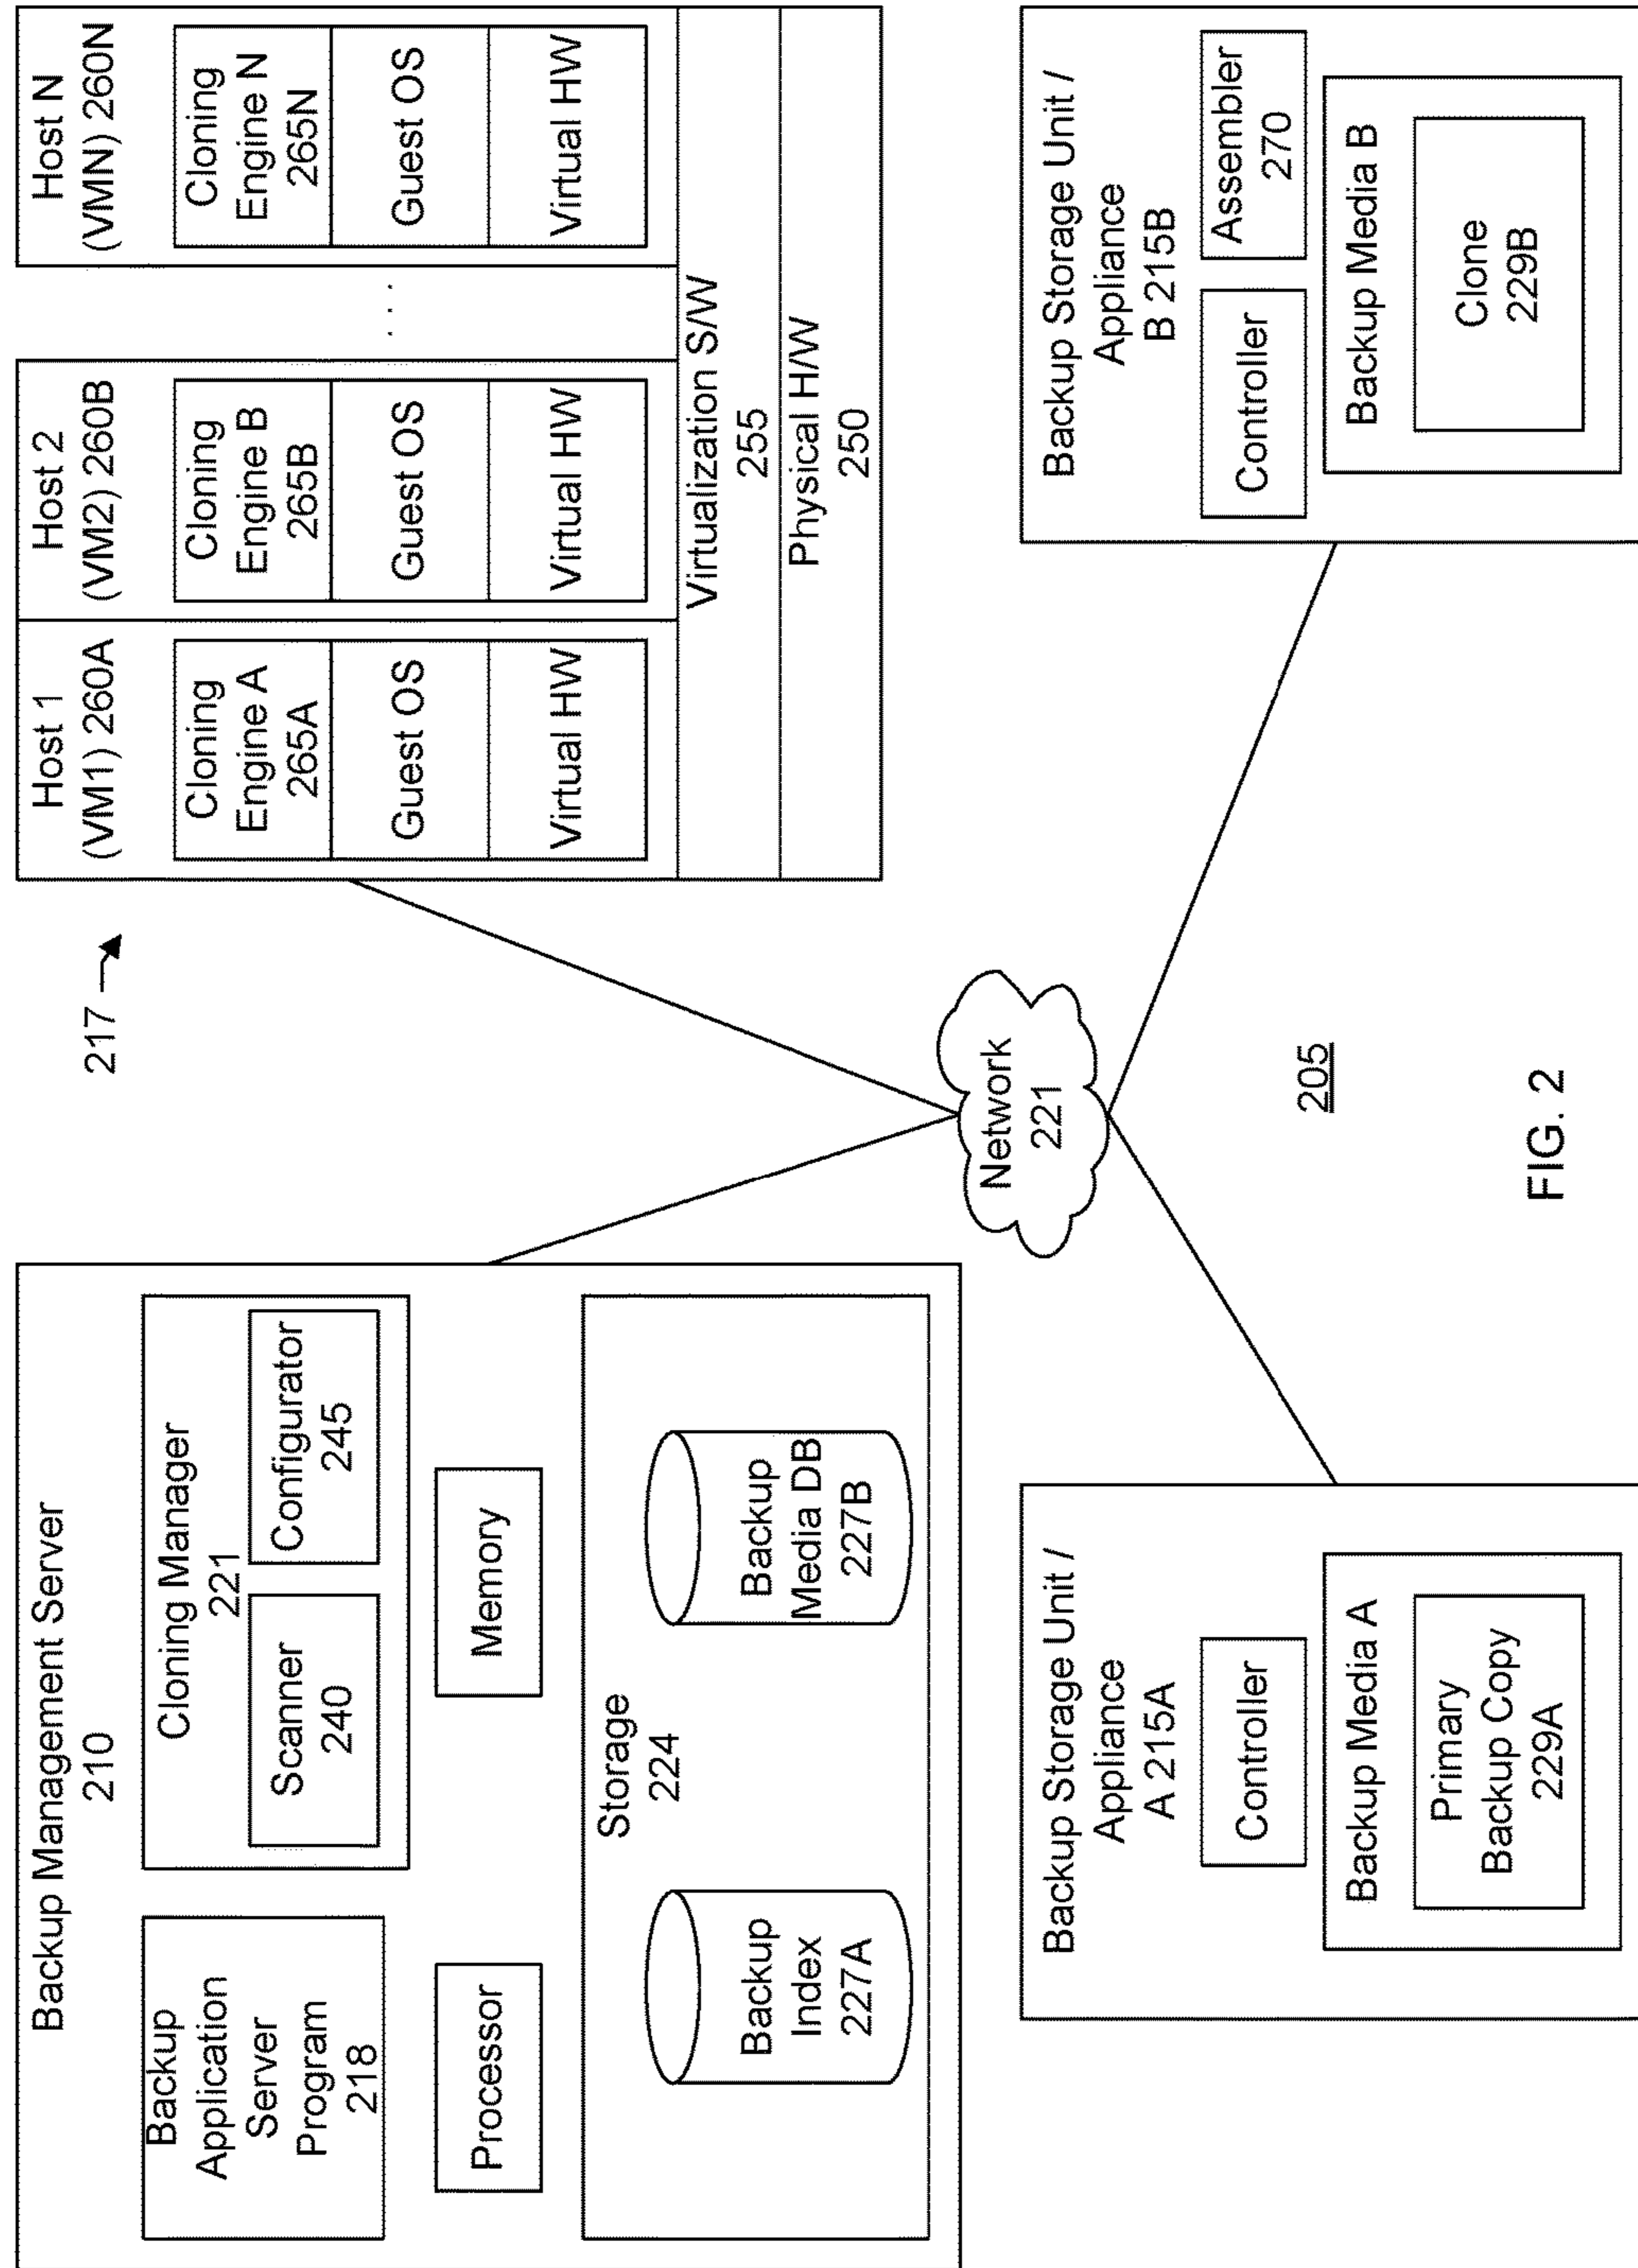 Backup Management Server
210
Backup
Application
Server
Program
218
Cloning Manager
221
Scanner
240
Configurator
245
Processor
Memory
Storage
224
Backup
Index
227A
Backup
Media DB
227B
217
Host 1
(VM1) 260A
Cloning
Engine A
265A
Guest OS
Virtual HW
Host 2
(VM2) 260B
Cloning
Engine B
265B
Guest OS
Virtual HW
. . .
Host N
(VMN) 260N
Cloning
Engine N
265N
Guest OS
Virtual HW
Virtualization S/W
255
Physical H/W
250
Network
221
Backup Storage Unit /
Appliance
A 215A
Controller
Backup Media A
Primary
Backup Copy
229A
205
Backup Storage Unit /
Appliance
B 215B
Controller
Assembler
270
Backup Media B
Clone
229B
FIG. 2